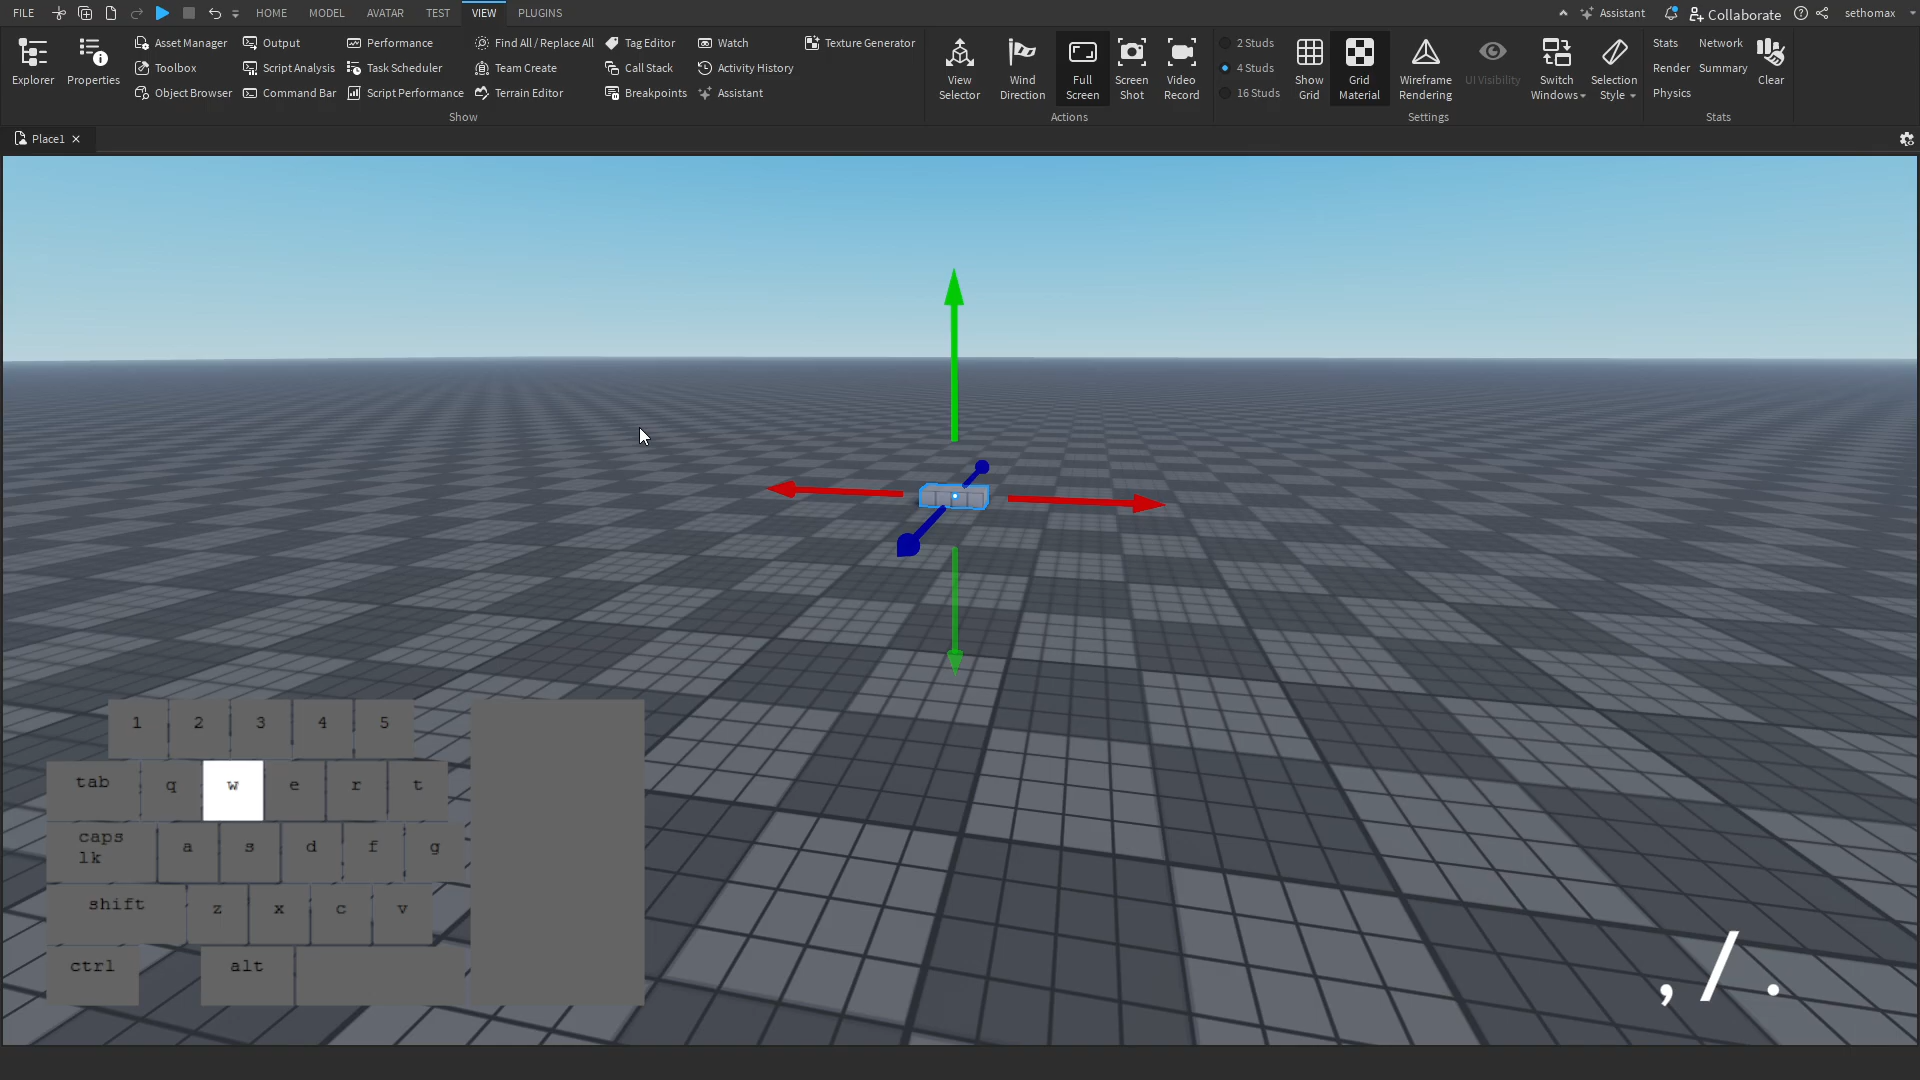 FILE HOME MODEL AVATAR TEST VIEW PLUGINS Assistant Collaborate sethomax
Explorer
Properties
Asset Manager
Toolbox
Object Browser
Output
Script Analysis
Command Bar
Performance
Task Scheduler
Script Performance
Find All / Replace All
Team Create
Terrain Editor
Tag Editor
Call Stack
Breakpoints
Watch
Activity History
Assistant
Texture Generator
Show
View
Selector
Wind
Direction
Full
Screen
Screen
Shot
Video
Record
Actions
2 Studs
4 Studs
16 Studs
Show
Grid
Grid
Material
Wireframe
Rendering
UI Visibility
Switch
Windows
Selection
Style
Settings
Stats
Render
Physics
Network
Summary
Clear
Stats
Place1
1 2 3 4 5
tab q w e r t
caps
lk
a s d f g
shift z x c v
ctrl alt
, / .